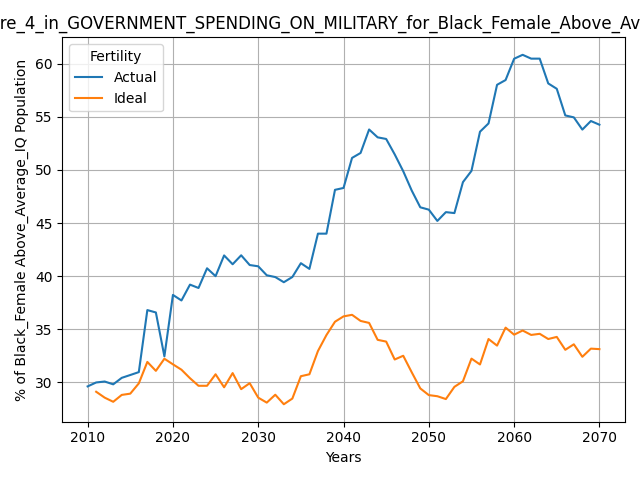 re_4_in_GOVERNMENT_SPENDING_ON_MILITARY_for_Black_Female_Above_Av
Fertility
Actual
Ideal
% of Black_Female Above_Average_IQ Population
60
55
50
45
40
35
30
2010 2020 2030 2040 2050 2060 2070
Years